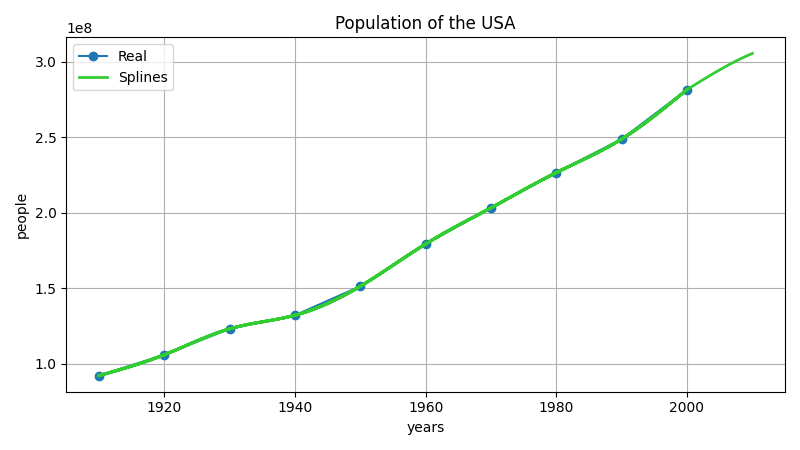 Population of the USA
1e8
Real
Splines
3.0
2.5
2.0
1.5
1.0
people
1920
1940
1960
1980
2000
years